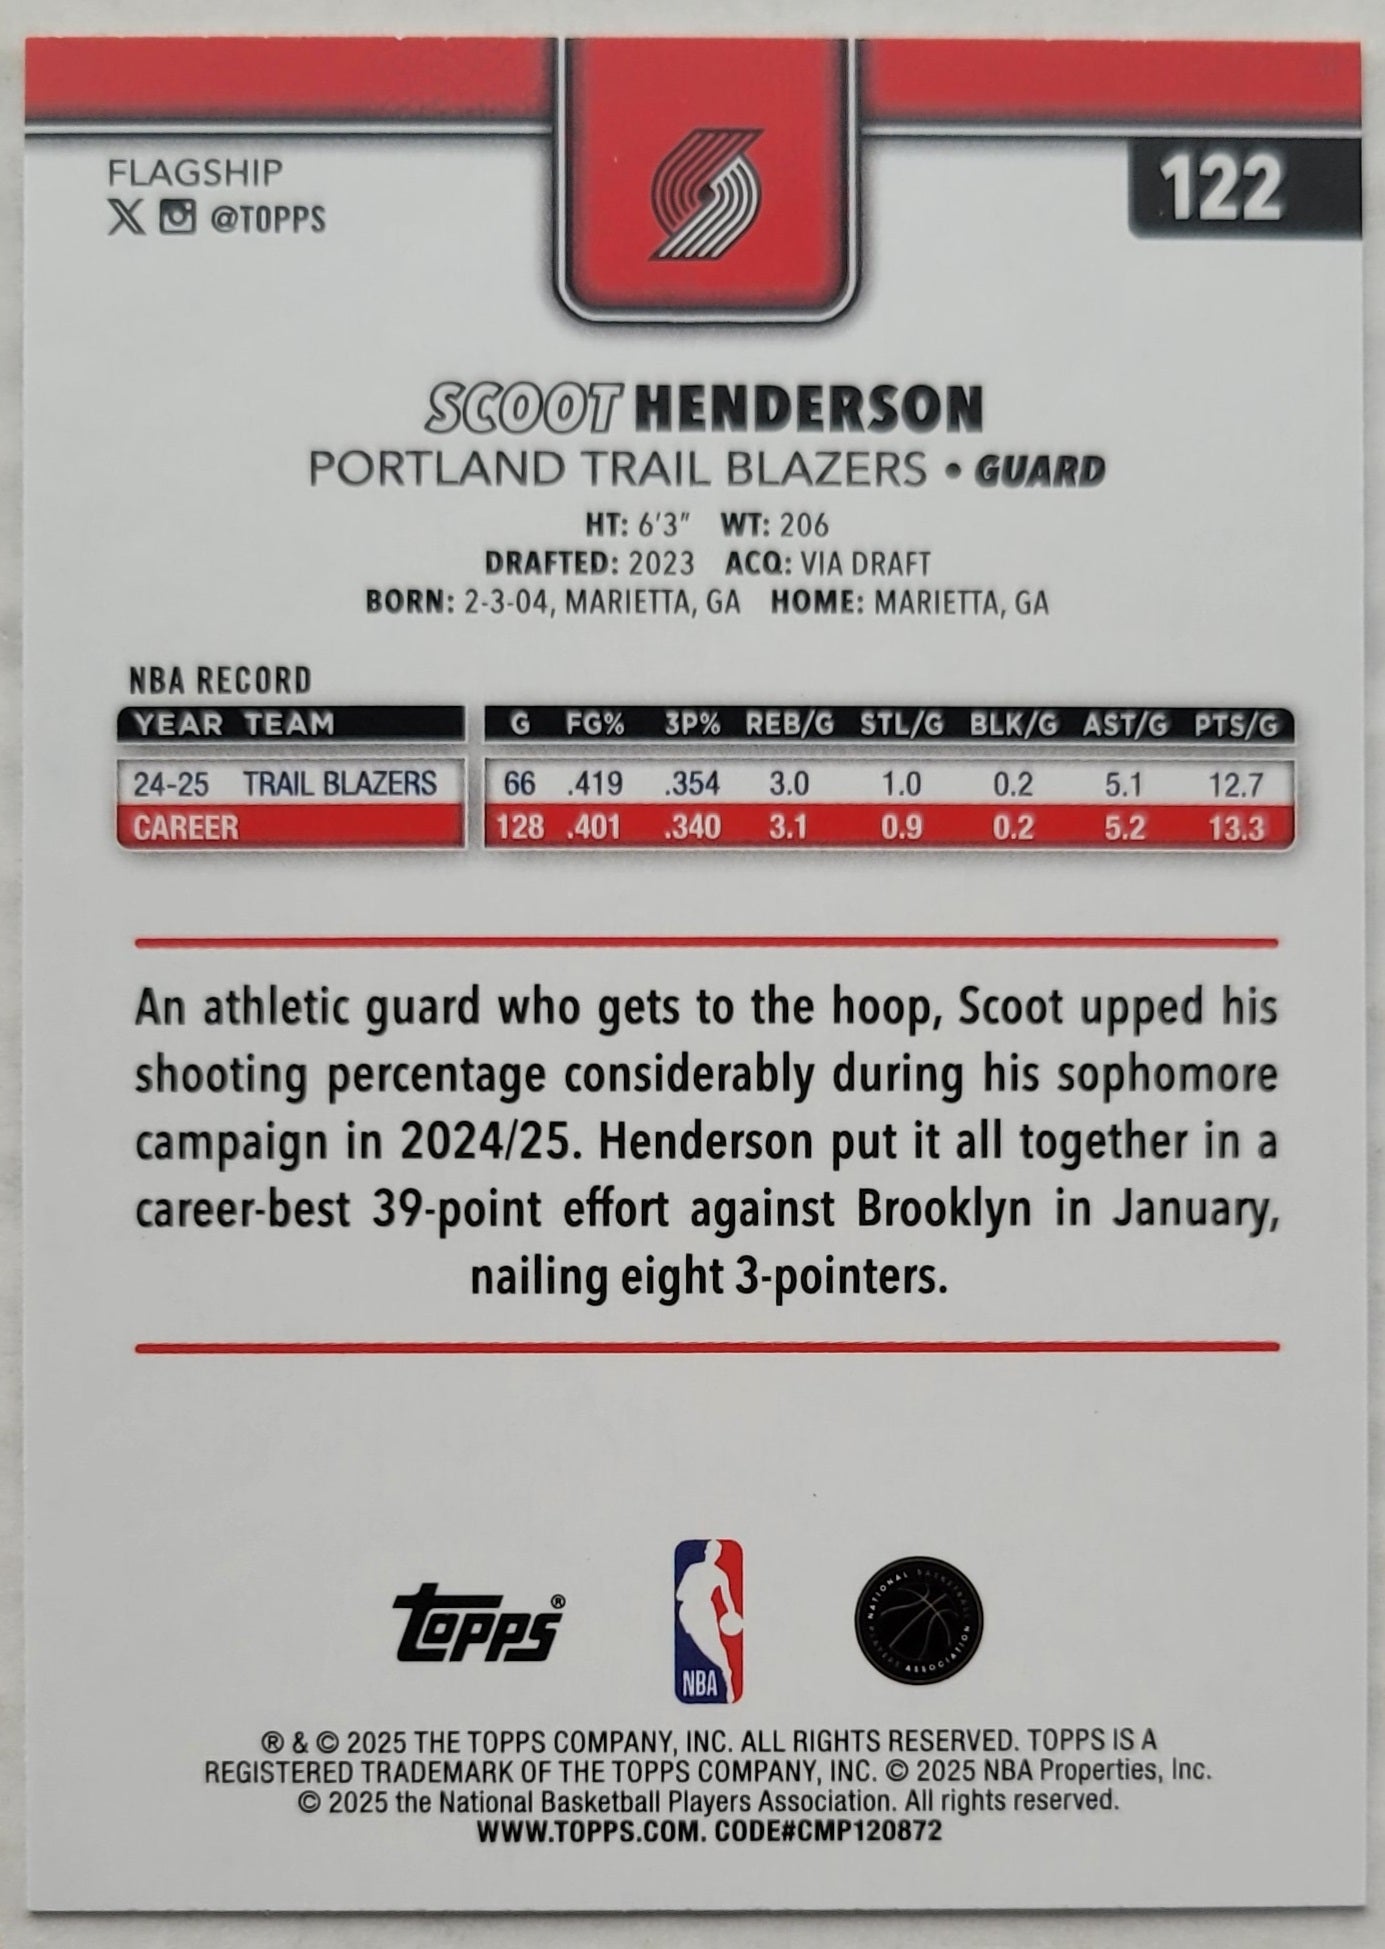 FLAGSHIP
@TOPPS
122
SCOOT HENDERSON
PORTLAND TRAIL BLAZERS • GUARD
HT: 6'3" WT: 206
DRAFTED: 2023 ACQ: VIA DRAFT
BORN: 2-3-04, MARIETTA, GA HOME: MARIETTA, GA
NBA RECORD
YEAR TEAM G FG% 3P% REB/G STL/G BLK/G AST/G PTS/G
24-25 TRAIL BLAZERS 66 .419 .354 3.0 1.0 0.2 5.1 12.7
CAREER 128 .401 .340 3.1 0.9 0.2 5.2 13.3
An athletic guard who gets to the hoop, Scoot upped his
shooting percentage considerably during his sophomore
campaign in 2024/25. Henderson put it all together in a
career-best 39-point effort against Brooklyn in January,
nailing eight 3-pointers.
Topps®
NBA
NATIONAL BASKETBALL PLAYERS ASSOCIATION
® & © 2025 THE TOPPS COMPANY, INC. ALL RIGHTS RESERVED. TOPPS IS A
REGISTERED TRADEMARK OF THE TOPPS COMPANY, INC. © 2025 NBA Properties, Inc.
© 2025 the National Basketball Players Association. All rights reserved.
WWW.TOPPS.COM. CODE#CMP120872